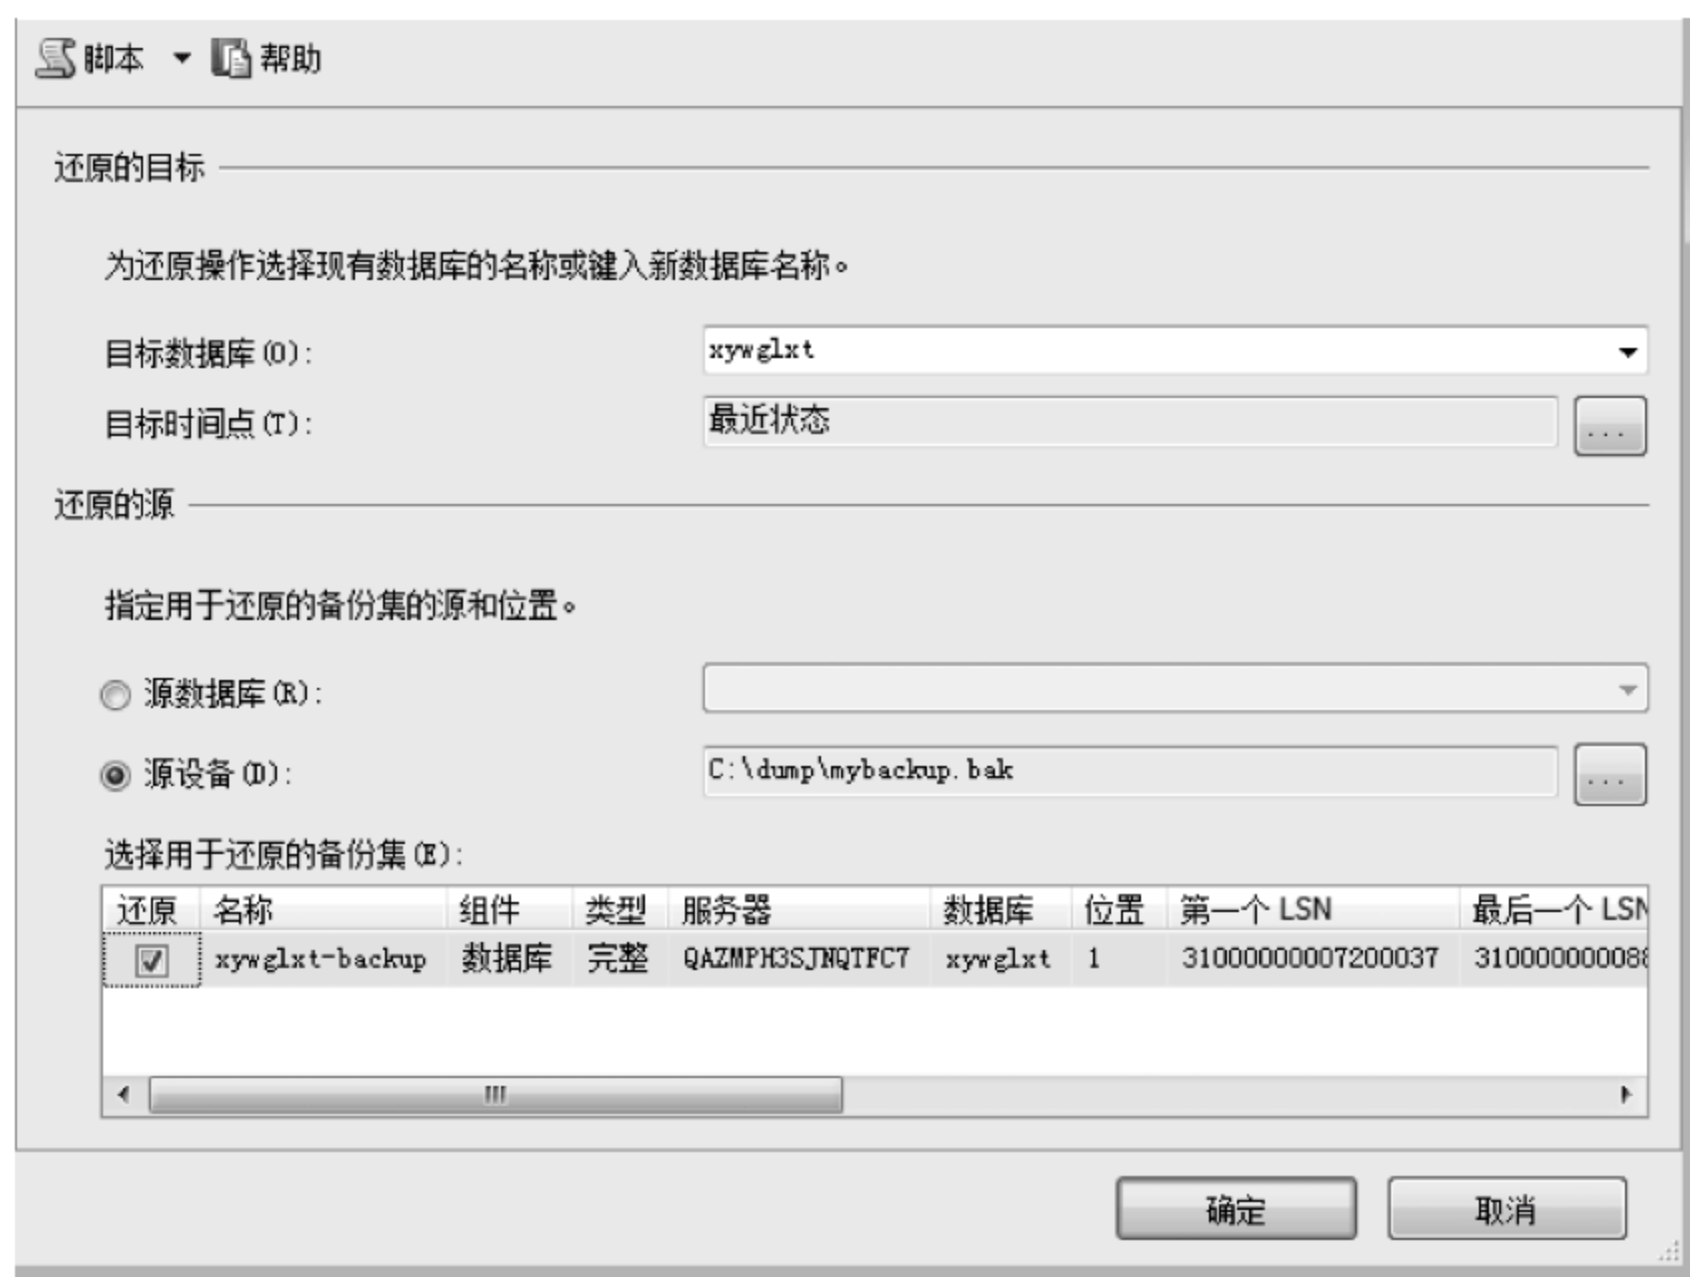 脚本 帮助
还原的目标
为还原操作选择现有数据库的名称或键入新数据库名称。
目标数据库(O): xywglxt
目标时间点(T): 最近状态 ...
还原的源
指定用于还原的备份集的源和位置。
源数据库(R):
源设备(D): C:\dump\mybackup.bak ...
选择用于还原的备份集(E):
还原 名称 组件 类型 服务器 数据库 位置 第一个 LSN 最后一个 LSN
xywglxt-backup 数据库 完整 QAZMPH3SJNQTFC7 xywglxt 1 31000000007200037 310000000088
确定 取消